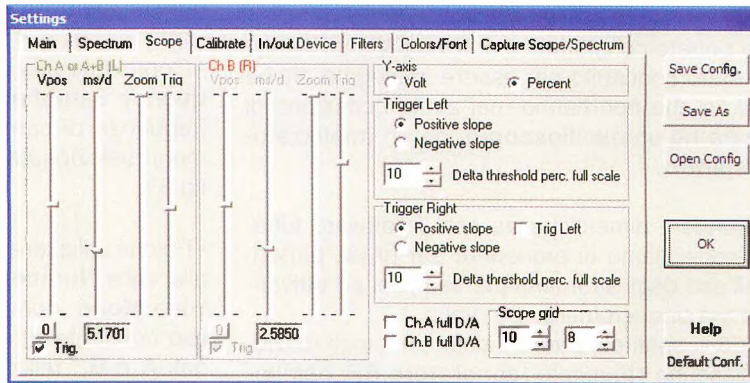 Settings
Main Spectrum Scope Calibrate In/out Device Filters Colors/Font Capture Scope/Spectrum
Ch A or A+B (L)
Vpos ms/d Zoom Trig
0
Trig.
5.1701
Ch B (R)
Vpos ms/d Zoom Trig
0
Trig.
2.5850
Y-axis
Volt Percent
Trigger Left
Positive slope
Negative slope
10 Delta threshold perc. full scale
Trigger Right
Positive slope Trig Left
Negative slope
10 Delta threshold perc. full scale
Ch.A full D/A
Ch.B full D/A
Scope grid
10 8
Save Config.
Save As
Open Config
OK
Help
Default Conf.